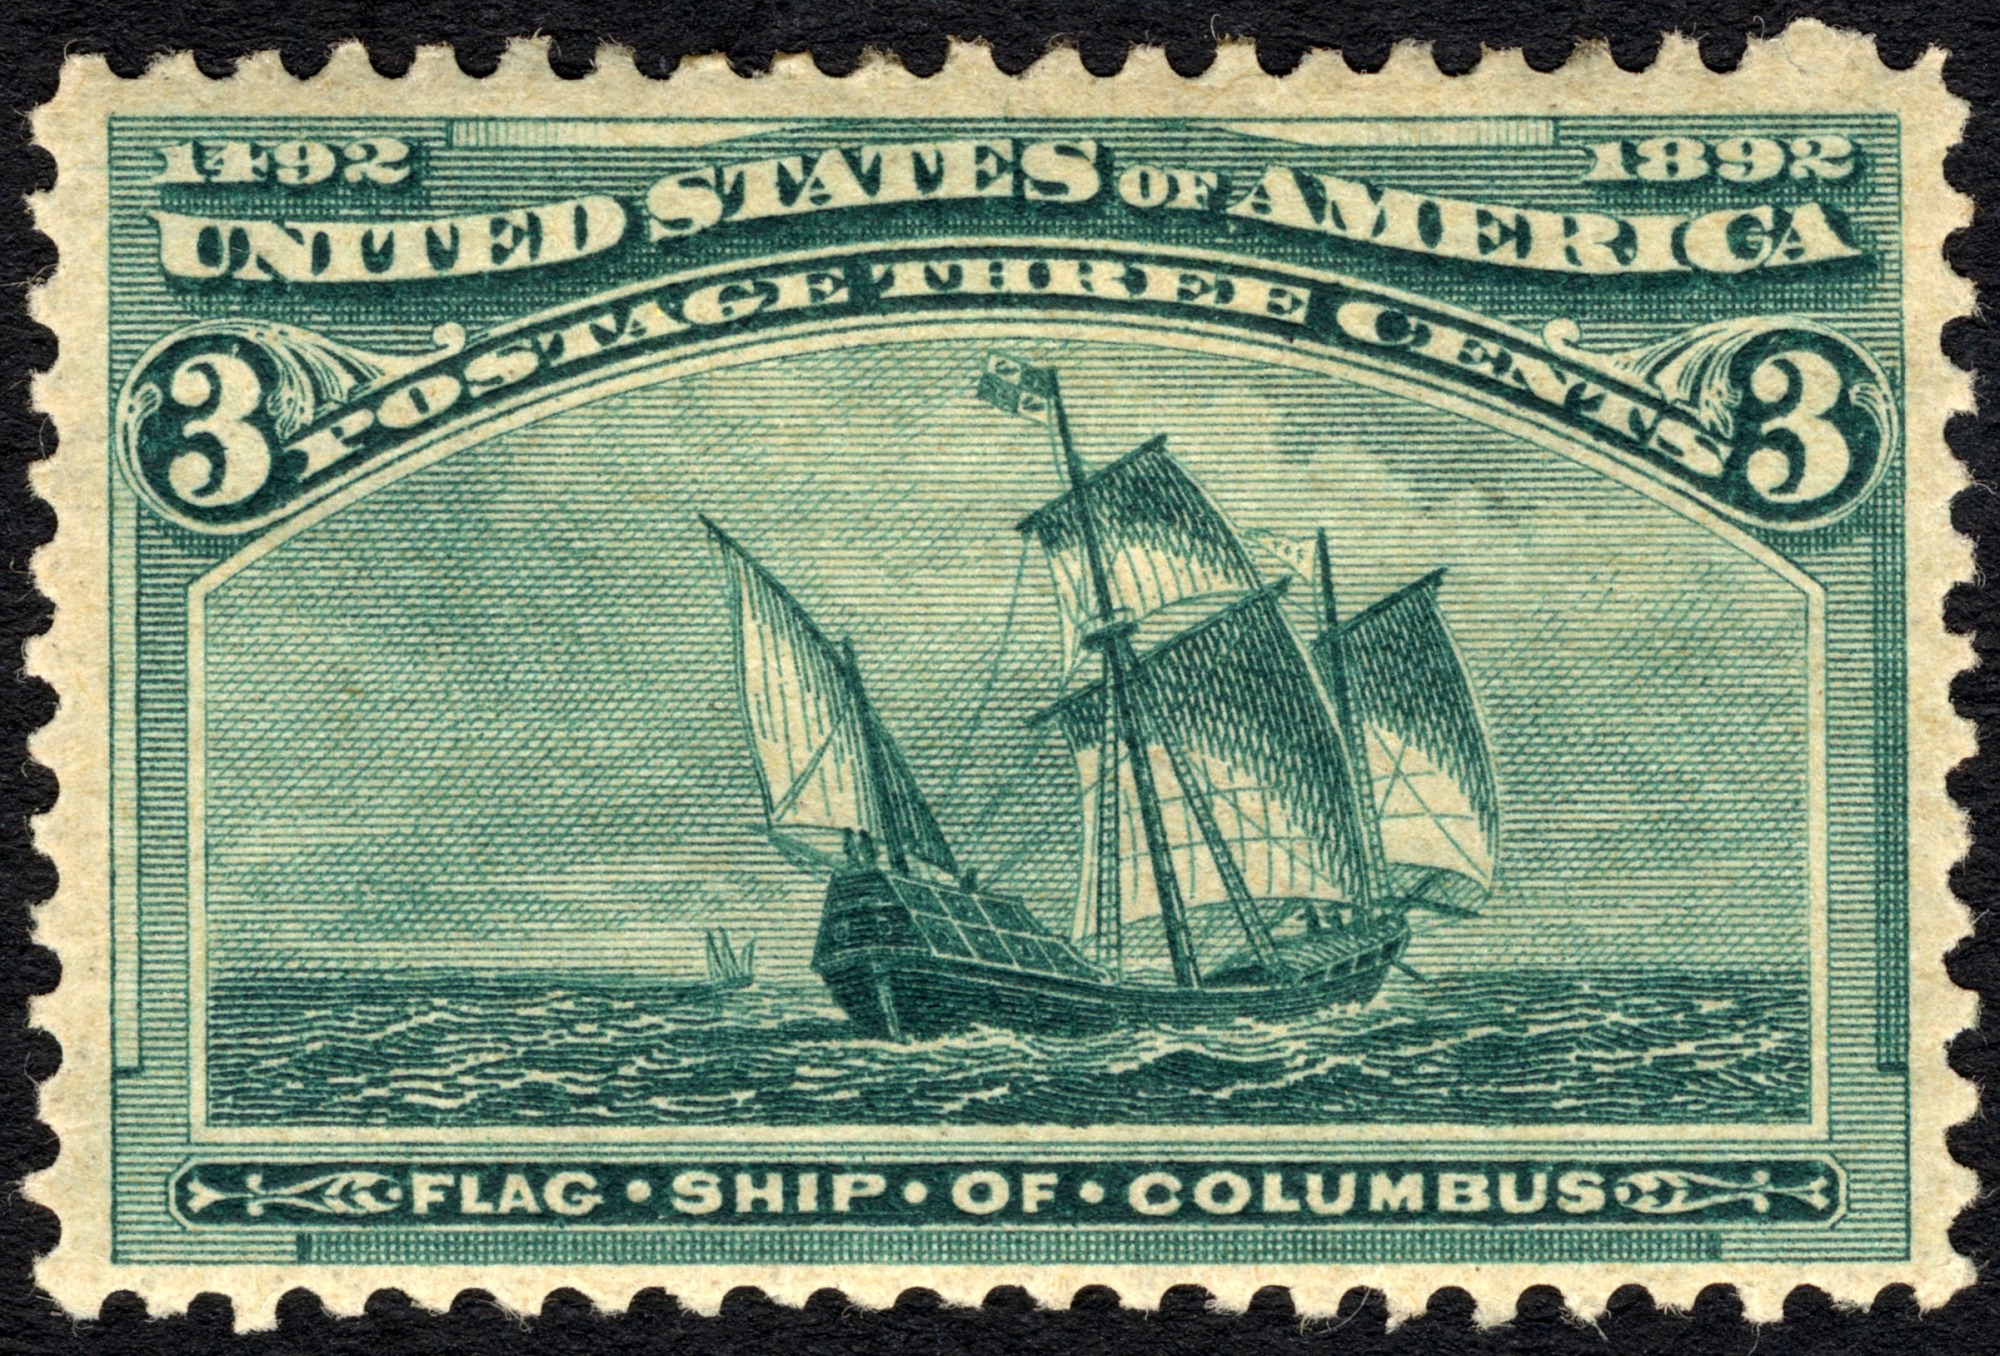 1492 1892
UNITED STATES OF AMERICA
POSTAGE THREE CENTS
3 3
FLAG · SHIP · OF · COLUMBUS